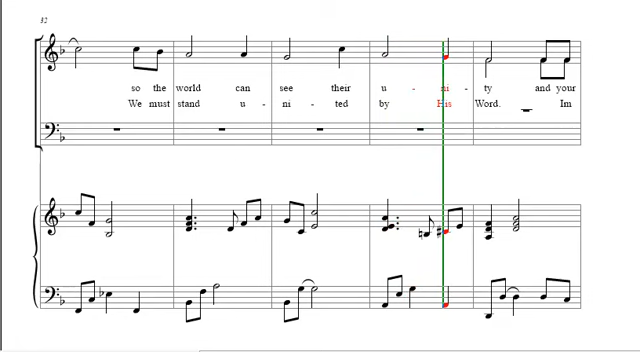 32
so the world can see their u - ni - ty and your
We must stand u - ni - ted by His Word. Im